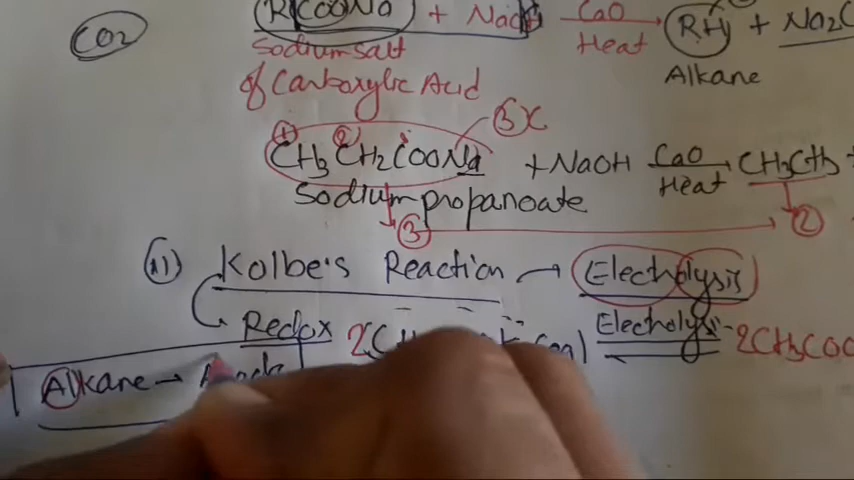 RCOONa + NaOH CaO Heat RH + Na2C
CO2
Sodium salt
of Carboxylic Acid
Alkane
① ② ③C
CH3CH2COONa + NaOH CaO Heat CH3CH3 +
Sodium propanoate
③ ②
ii) Kolbe's Reaction → Electrolysis
Redox 2C Electrolysis 2CH3COO
Alkane →